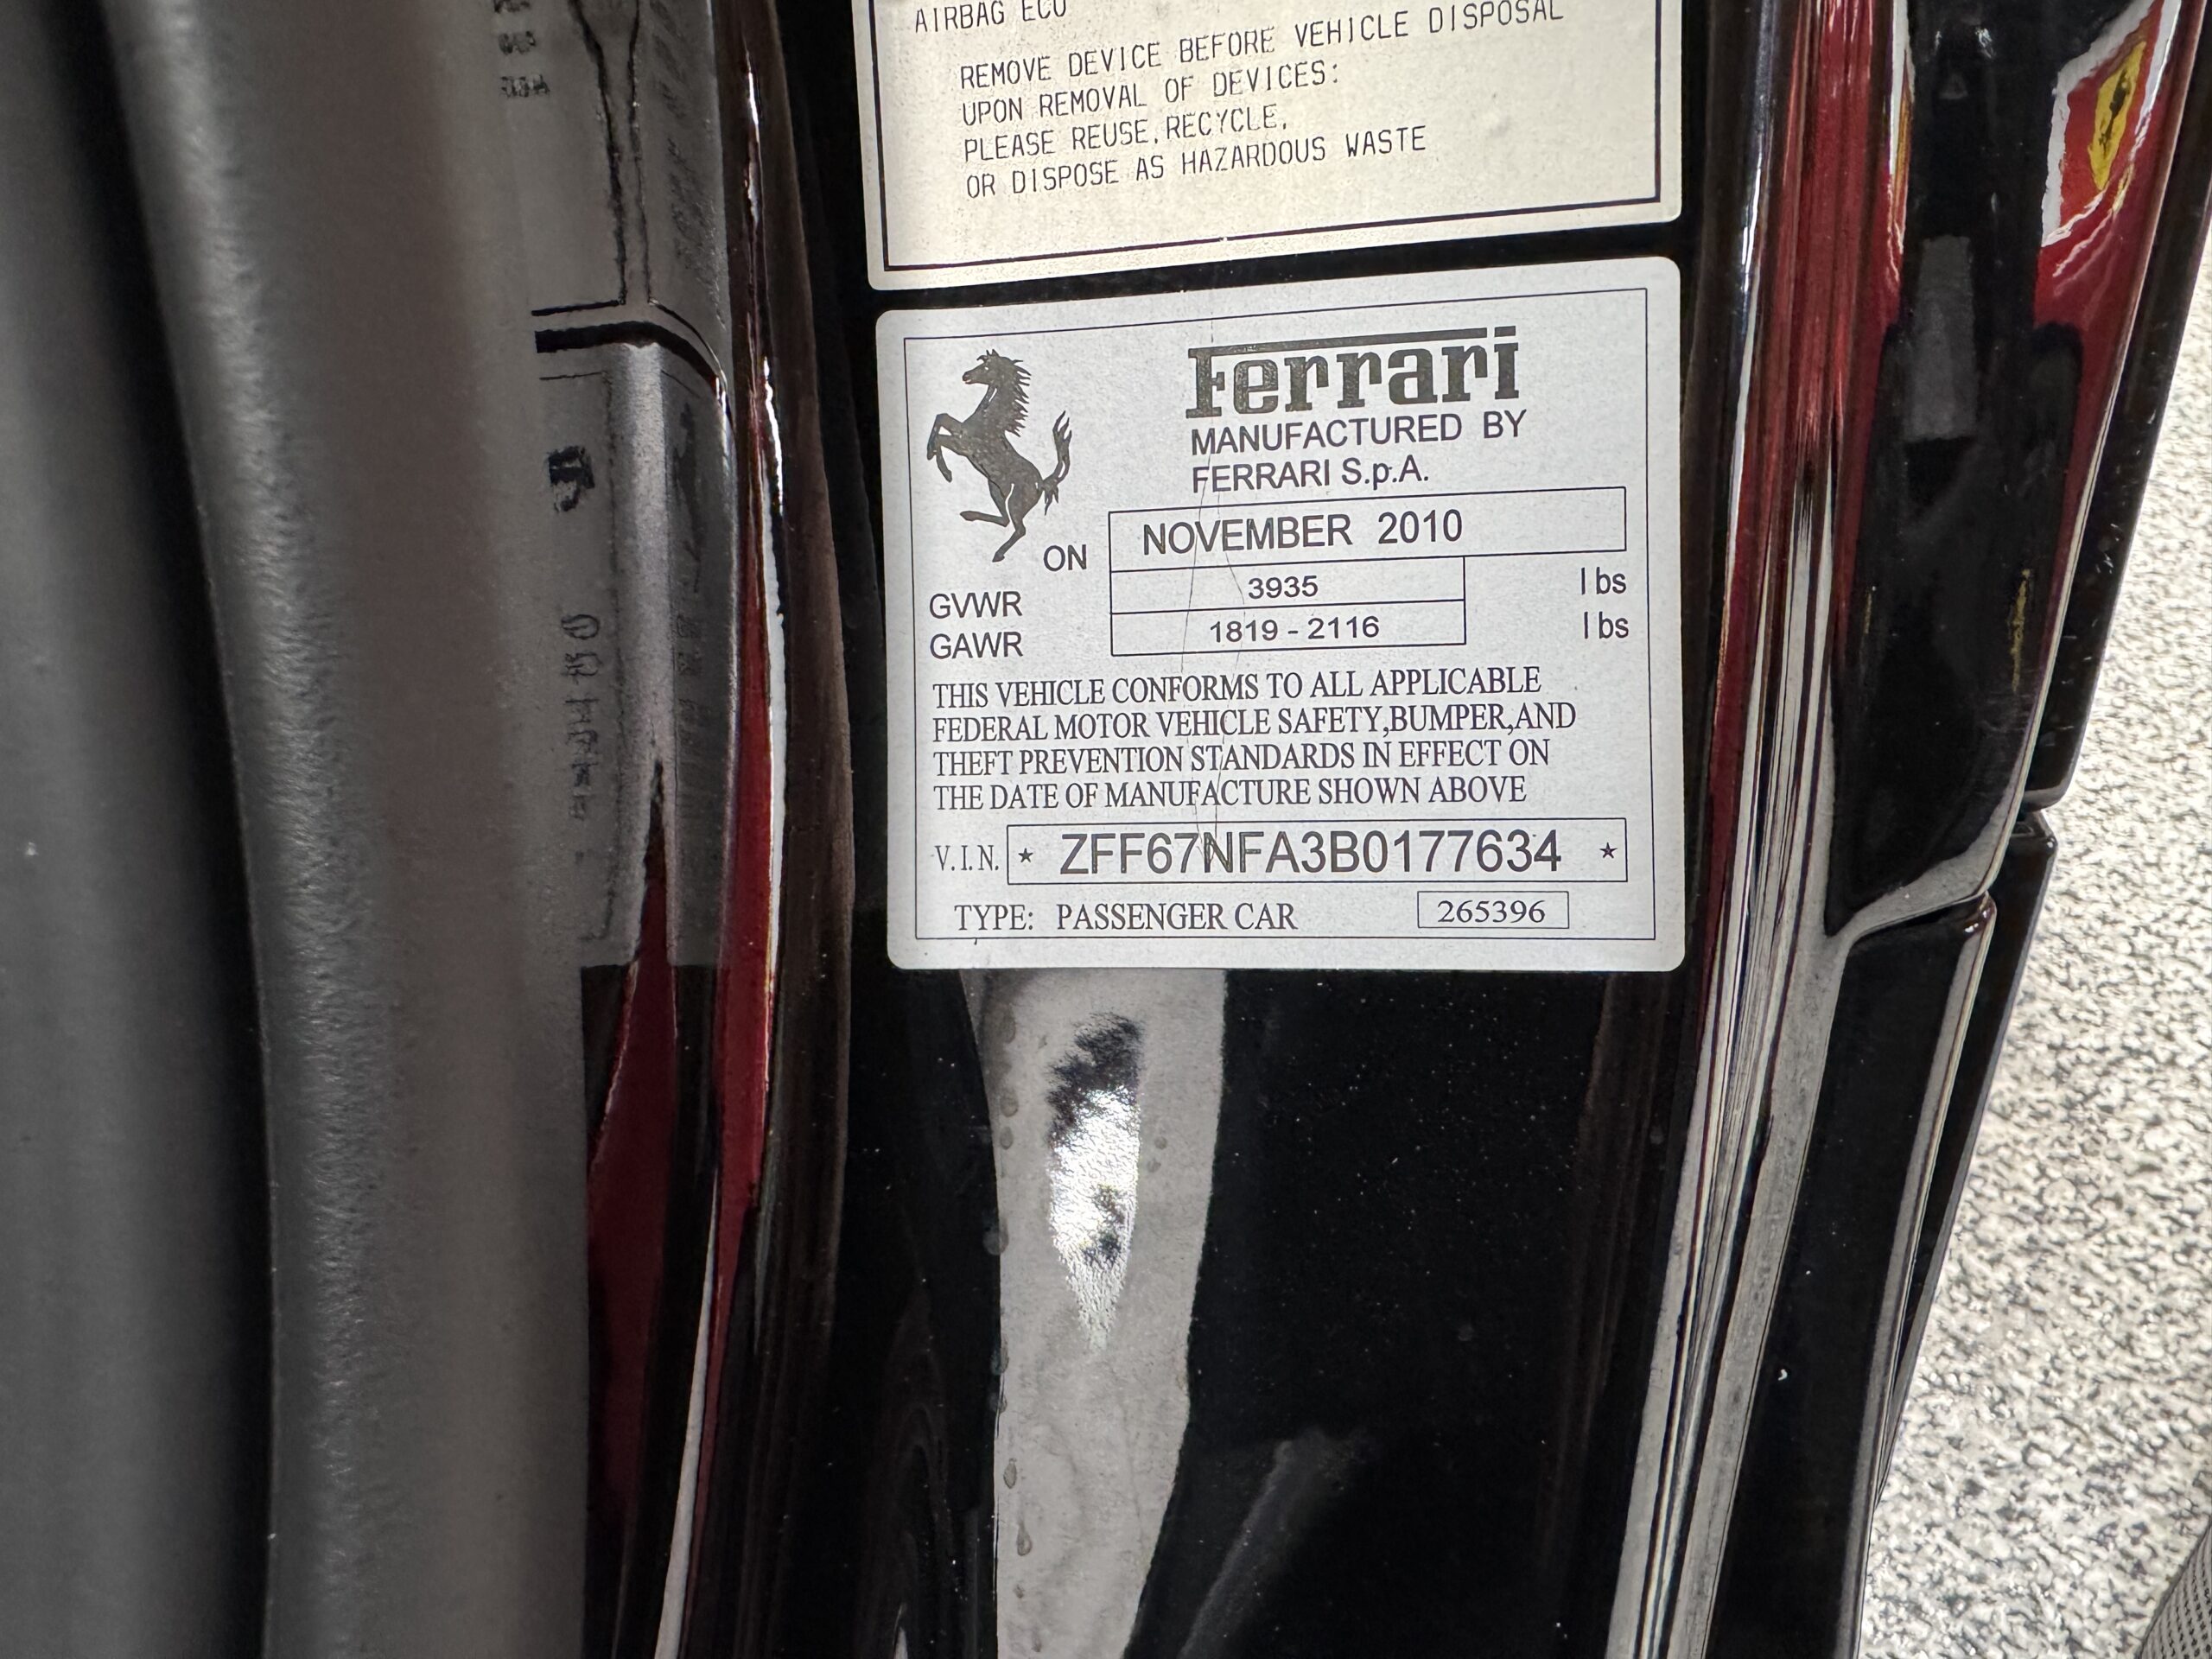 AIRBAG ECU
REMOVE DEVICE BEFORE VEHICLE DISPOSAL
UPON REMOVAL OF DEVICES:
PLEASE REUSE, RECYCLE,
OR DISPOSE AS HAZARDOUS WASTE
Ferrari
MANUFACTURED BY
FERRARI S.p.A.
ON NOVEMBER 2010
GVWR 3935 lbs
GAWR 1819 - 2116 lbs
THIS VEHICLE CONFORMS TO ALL APPLICABLE
FEDERAL MOTOR VEHICLE SAFETY,BUMPER,AND
THEFT PREVENTION STANDARDS IN EFFECT ON
THE DATE OF MANUFACTURE SHOWN ABOVE
V.I.N. ★ ZFF67NFA3B0177634 ★
TYPE: PASSENGER CAR 265396